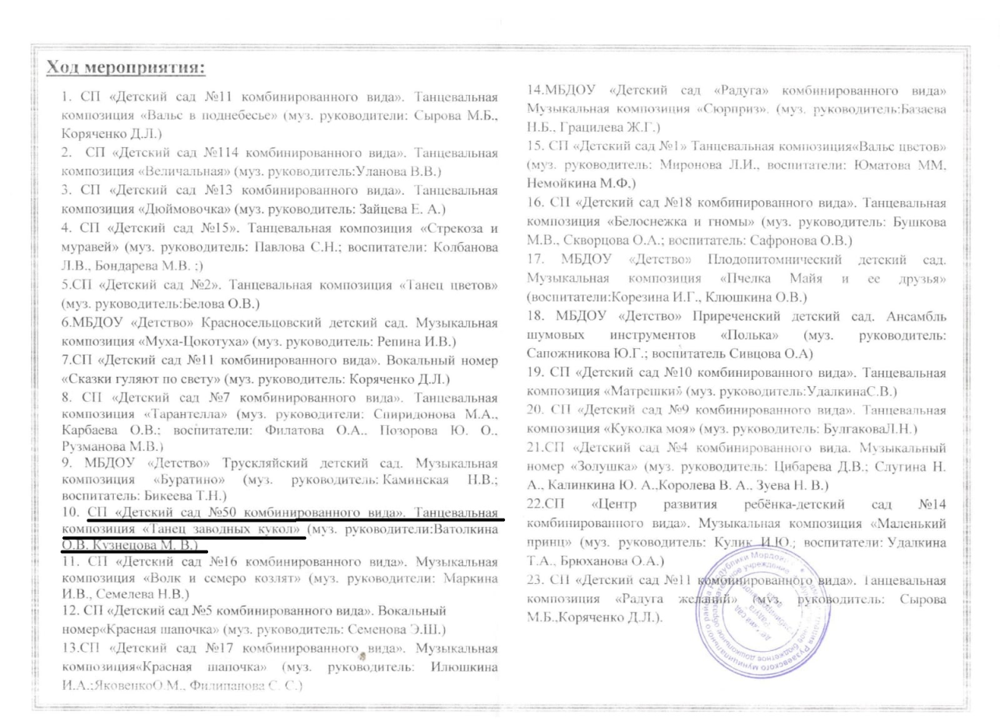 Ход мероприятия:
1. СП «Детский сад №11 комбинированного вида». Танцевальная
композиция «Вальс в поднебесье» (муз. руководители: Сырова М.Б.,
Коряченко Д.Л.)
2. СП «Детский сад №114 комбинированного вида». Танцевальная
композиция «Величальная» (муз. руководитель:Уланова В.В.)
3. СП «Детский сад №13 комбинированного вида». Танцевальная
композиция «Дюймовочка» (муз. руководитель: Зайцева Е. А.)
4. СП «Детский сад №15». Танцевальная композиция «Стрекоза и
муравей» (муз. руководитель: Павлова С.Н.; воспитатели: Колбанова
Л.В., Бондарева М.В. ;)
5.СП «Детский сад №2». Танцевальная композиция «Танец цветов»
(муз. руководитель:Белова О.В.)
6.МБДОУ «Детство» Красносельцовский детский сад. Музыкальная
композиция «Муха-Цокотуха» (муз. руководитель: Репина И.В.)
7.СП «Детский сад №11 комбинированного вида». Вокальный номер
«Сказки гуляют по свету» (муз. руководитель: Коряченко Д.Л.)
8. СП «Детский сад №7 комбинированного вида». Танцевальная
композиция «Тарантелла» (муз. руководители: Спиридонова М.А.,
Карбаева О.В.: воспитатели: Филатова О.А.. Позорова Ю. О.,
Рузманова М.В.)
9. МБДОУ «Детство» Трускляйский детский сад. Музыкальная
композиция «Буратино» (муз. руководитель: Каминская Н.В.;
воспитатель: Бикеева Т.Н.)
10. СП «Детский сад №50 комбинированного вида». Танцевальная
композиция «Танец заводных кукол» (муз. руководители:Ватолкина
О.В. Кузнецова М. В.)
11. СП «Детский сад №16 комбинированного вида». Музыкальная
композиция «Волк и семеро козлят» (муз. руководители: Маркина
И.В., Семелева Н.В.)
12. СП «Детский сад №5 комбинированного вида». Вокальный
номер«Красная шапочка» (муз. руководитель: Семенова Э.Ш.)
13.СП «Детский сад №17 комбинированного вида». Музыкальная
композиция«Красная шапочка» (муз. руководитель: Илюшкина
И.А.;ЯковенкоО.М., Филипанова С. С.)
14.МБДОУ «Детский сад «Радуга» комбинированного вида»
Музыкальная композиция «Сюрприз». (муз. руководитель:Базаева
Н.Б., Грацилева Ж.Г.)
15. СП «Детский сад №1» Танцевальная композиция«Вальс цветов»
(муз. руководитель: Миронова Л.И., воспитатели: Юматова ММ,
Немойкина М.Ф,)
16. СП «Детский сад №18 комбинированного вида». Танцевальная
композиция «Белоснежка и гномы» (муз. руководитель: Бушкова
М.В., Скворцова О.А.; воспитатель: Сафронова О.В.)
17. МБДОУ «Детство» Плодопитомнический детский сад.
Музыкальная композиция «Пчелка Майя и ее друзья»
(воспитатели:Корезина И.Г., Клюшкина О.В.)
18. МБДОУ «Детство» Приреченский детский сад. Ансамбль
шумовых инструментов «Полька» (муз. руководитель:
Сапожникова Ю.Г.; воспитатель Сивцова О.А)
19. СП «Детский сад №10 комбинированного вида». Танцевальная
композиция «Матрешки» (муз. руководитель:УдалкинаС.В.)
20. СП «Детский сад №9 комбинированного вида». Танцевальная
композиция «Куколка моя» (муз. руководитель: БулгаковаЛ.Н.)
21.СП «Детский сад №4 комбинированного вида. Музыкальный
номер «Золушка» (муз. руководитель: Цибарева Д.В.; Слугина Н.
А., Калинкина Ю. А.,Королева В. А.. Зуева Н. В.)
22.СП «Центр развития ребёнка-детский сад №14
комбинированного вида». Музыкальная композиция «Маленький
принц» (муз. руководитель: Кулик И.Ю.; воспитатели: Удалкина
Т.А., Брюханова О.А.)
23. СП «Детский сад №11 комбинированного вида». Танцевальная
композиция «Радуга желаний» (муз. руководитель: Сырова
М.Б.,Коряченко Д.Л.).